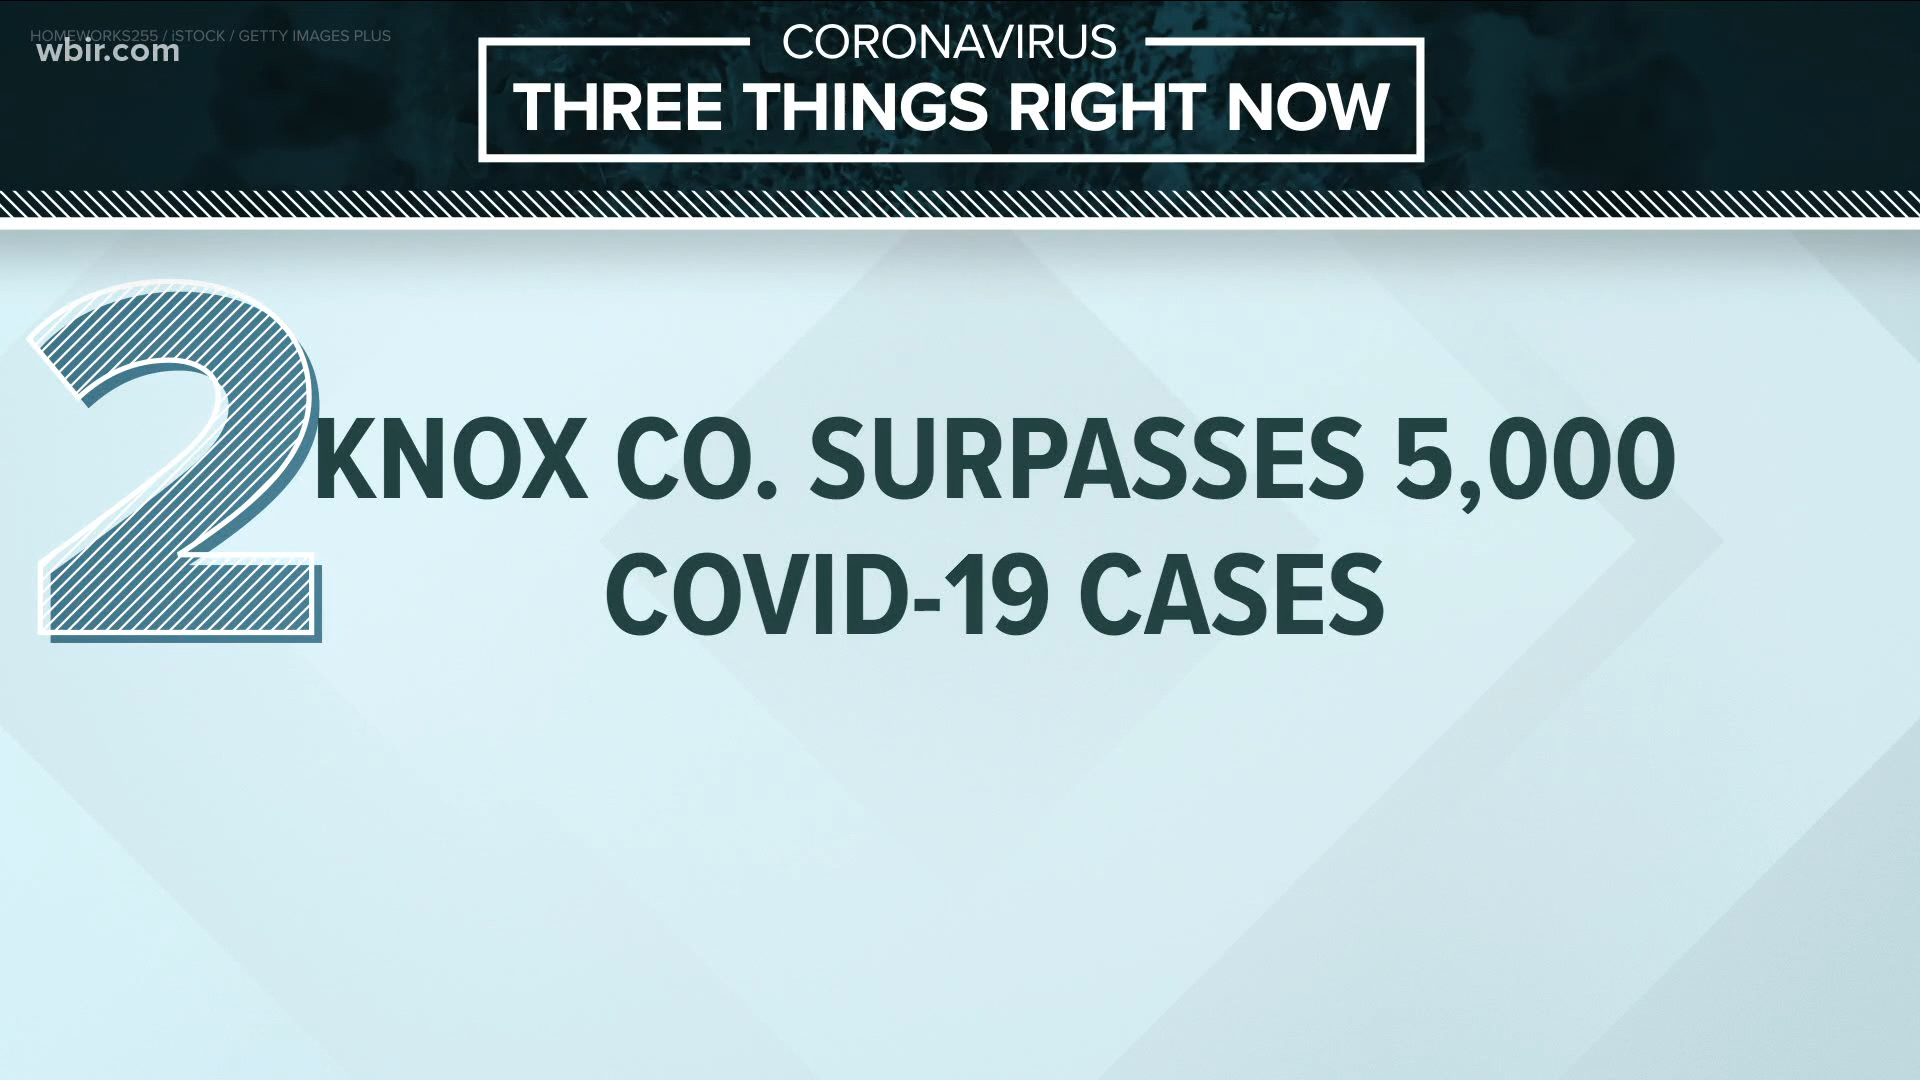 HOMEWORKS255 / iSTOCK / GETTY IMAGES PLUS
wbir.com
CORONAVIRUS
THREE THINGS RIGHT NOW
2
KNOX CO. SURPASSES 5,000
COVID-19 CASES